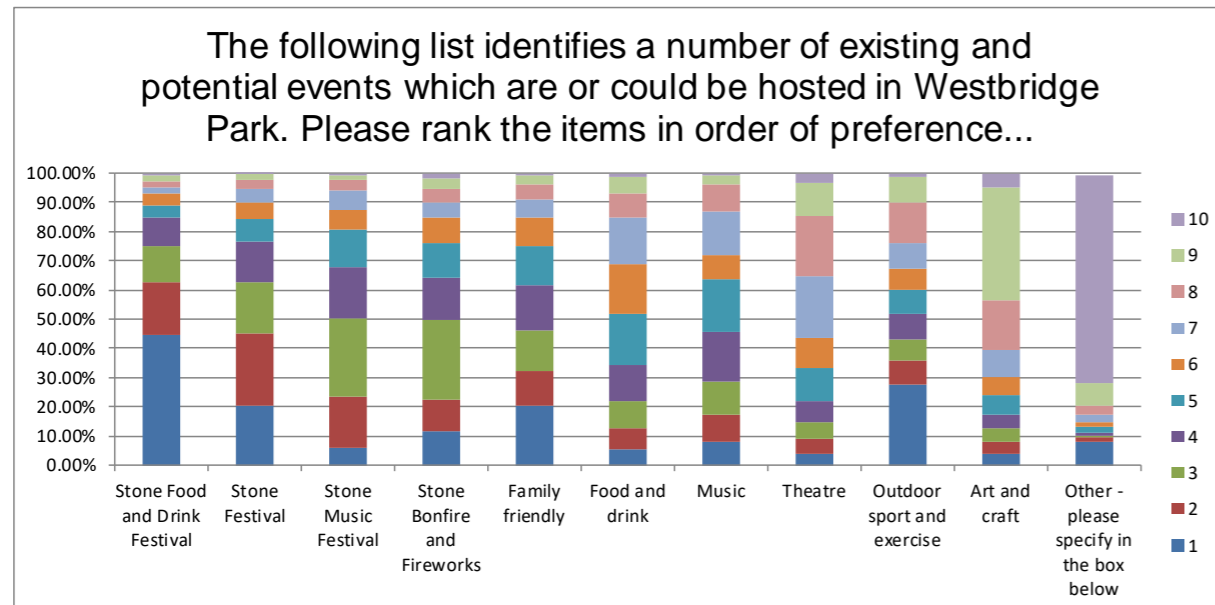 The following list identifies a number of existing and
potential events which are or could be hosted in Westbridge
Park. Please rank the items in order of preference...
100.00%
90.00%
80.00%
70.00%
60.00%
50.00%
40.00%
30.00%
20.00%
10.00%
0.00%
Stone Food
and Drink
Festival
Stone
Festival
Stone
Music
Festival
Stone
Bonfire
and
Fireworks
Family
friendly
Food and
drink
Music
Theatre
Outdoor
sport and
exercise
Art and
craft
Other -
please
specify in
the box
below
10
9
8
7
6
5
4
3
2
1